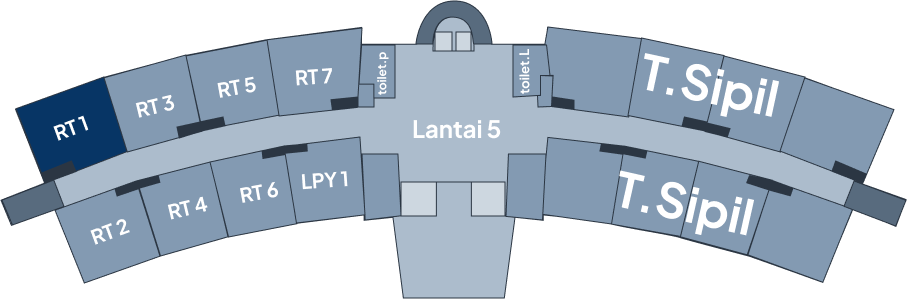 RT 1
RT 3
RT 5
RT 7
toilet.p
toilet.L
T.Sipil
Lantai 5
RT 2
RT 4
RT 6
LPY 1
T.Sipil